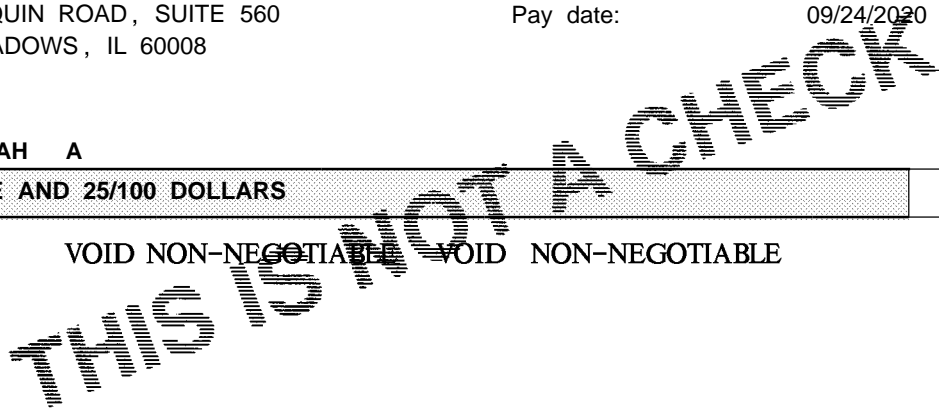 QUIN ROAD, SUITE 560 Pay date: 09/24/2020
ADOWS, IL 60008
AH A
E AND 25/100 DOLLARS
VOID NON-NEGOTIABLE VOID NON-NEGOTIABLE
THIS IS NOT A CHECK